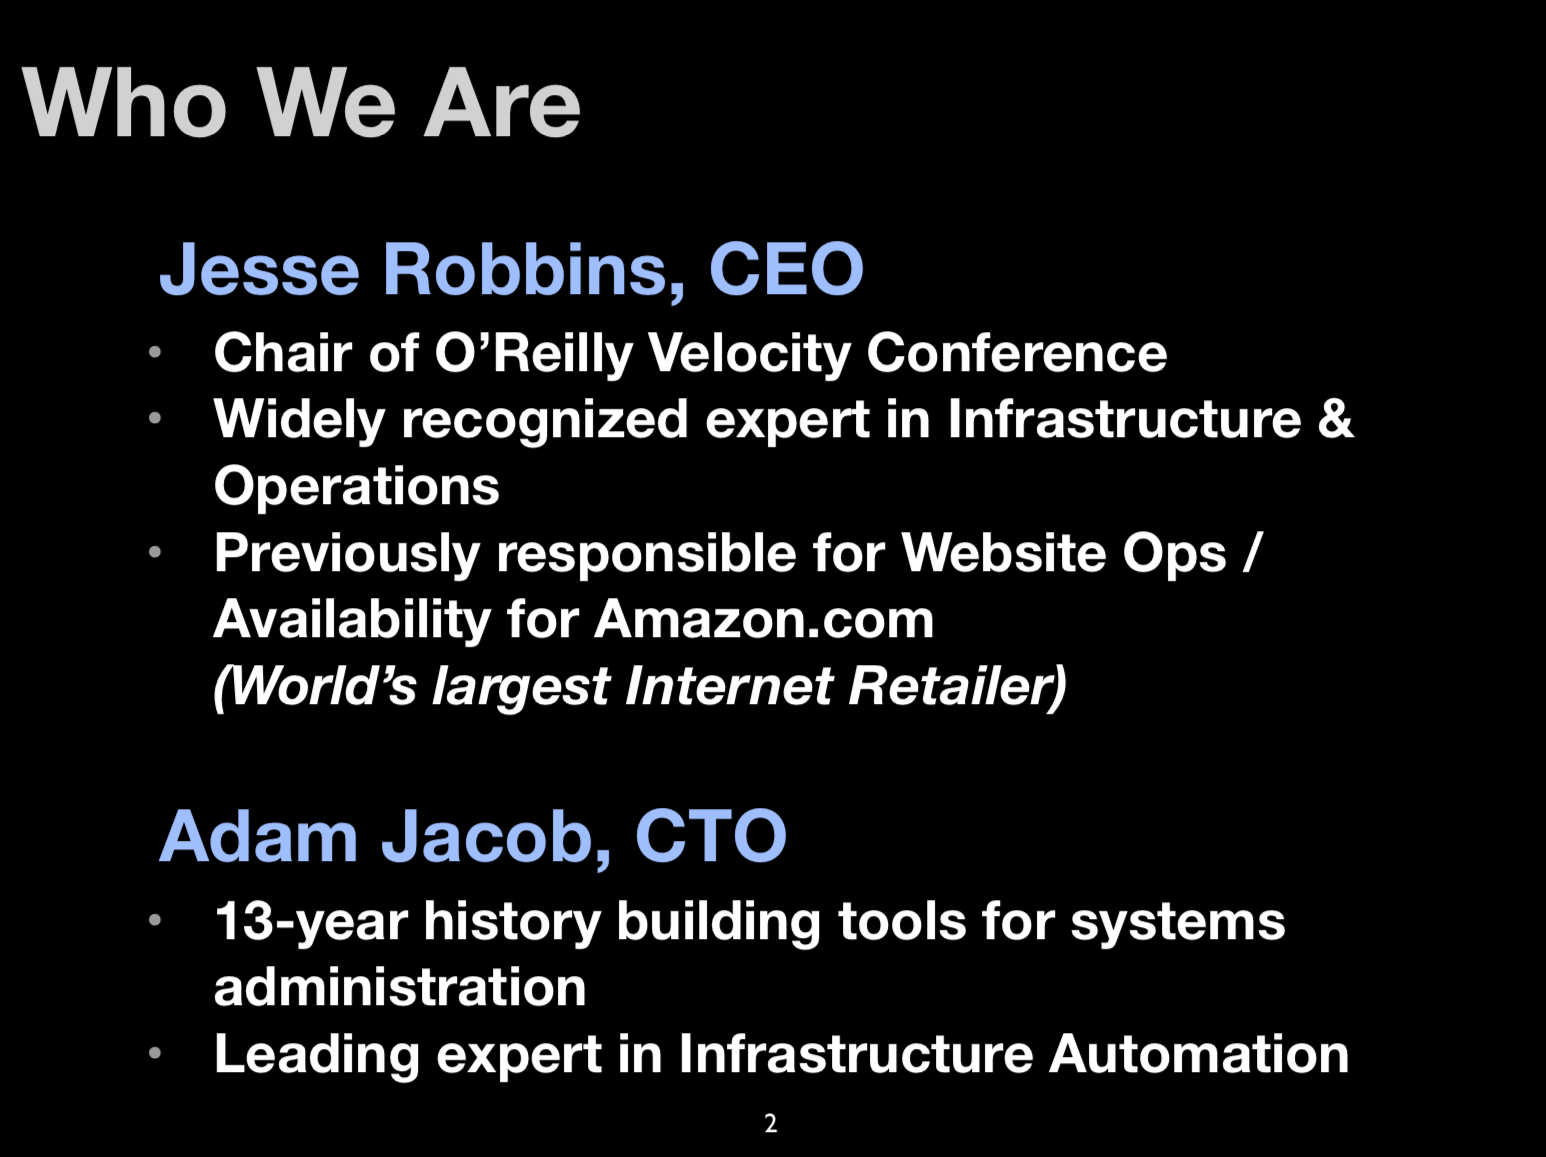 Who We Are
Jesse Robbins, CEO
• Chair of O’Reilly Velocity Conference
• Widely recognized expert in Infrastructure &
Operations
• Previously responsible for Website Ops /
Availability for Amazon.com
(World’s largest Internet Retailer)
Adam Jacob, CTO
• 13-year history building tools for systems
administration
• Leading expert in Infrastructure Automation
2